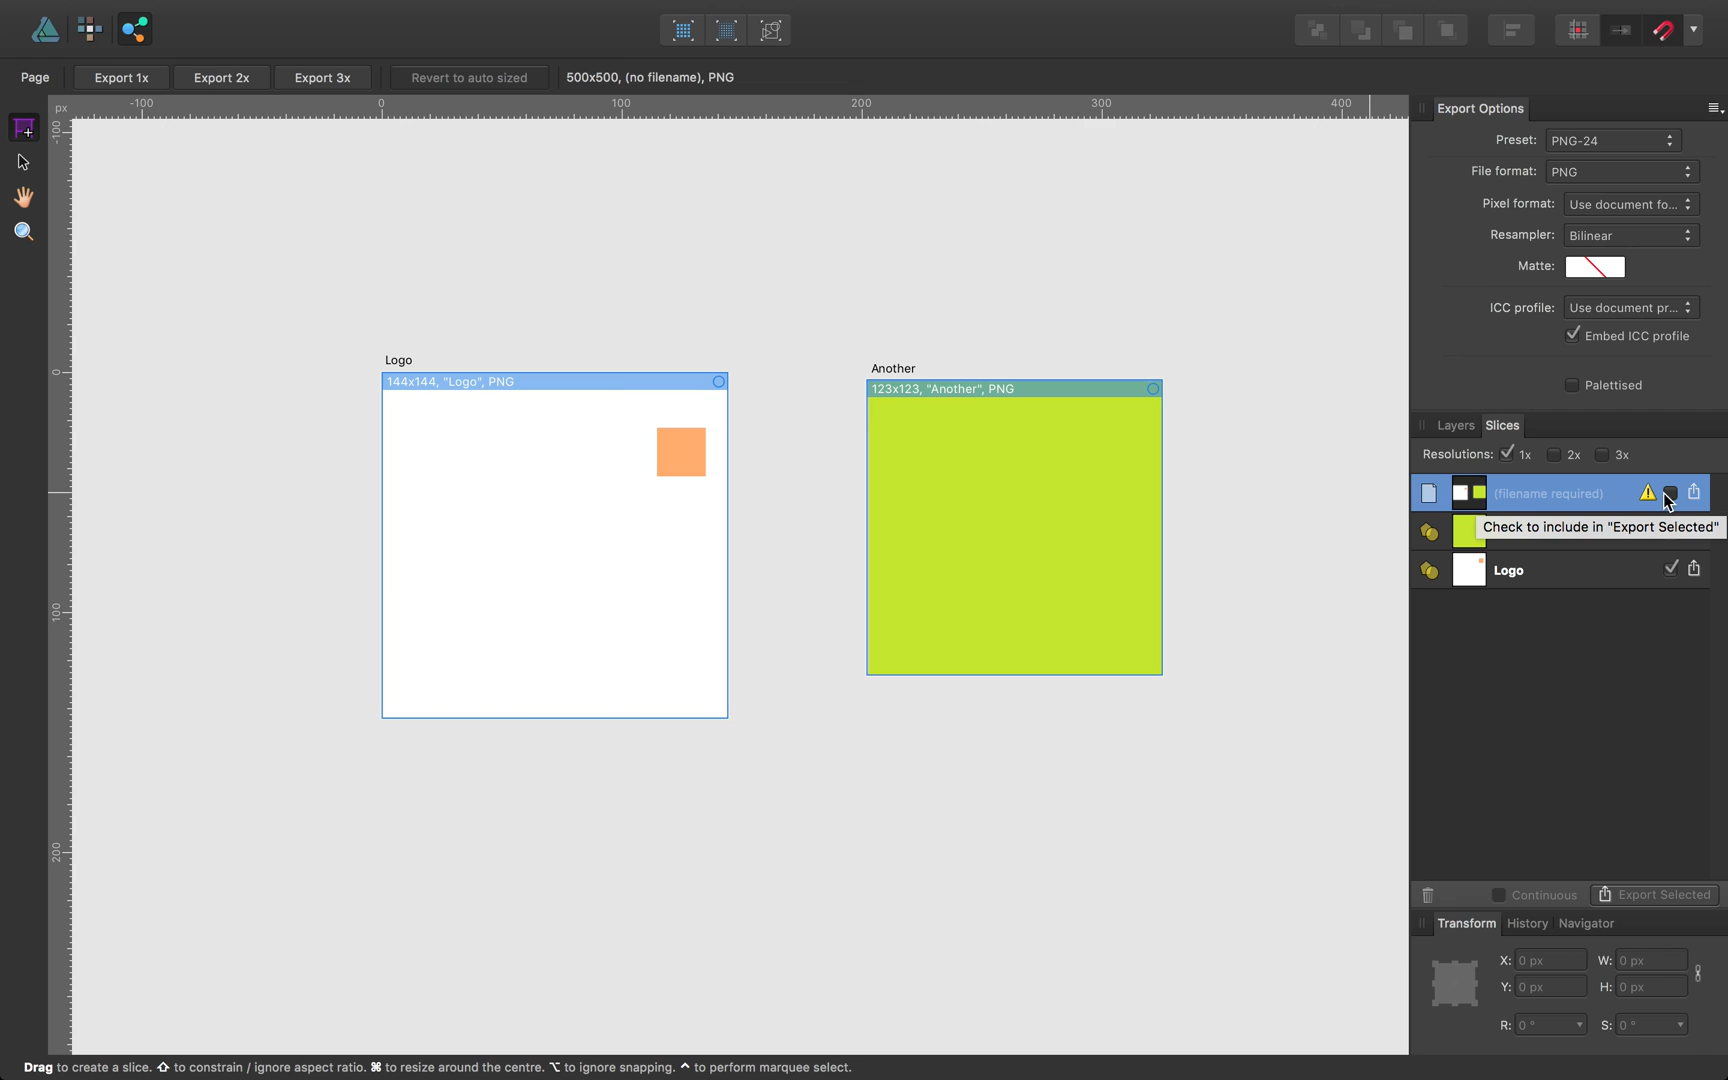 Page
Export 1x
Export 2x
Export 3x
Revert to auto sized
500x500, (no filename), PNG
px
-100
0
100
200
300
400
-100
0
100
200
Logo
144x144, "Logo", PNG
Another
123x123, "Another", PNG
Export Options
Preset: PNG-24
File format: PNG
Pixel format: Use document fo...
Resampler: Bilinear
Matte:
ICC profile: Use document pr...
Embed ICC profile
Palettised
Layers Slices
Resolutions: 1x 2x 3x
(filename required)
Check to include in "Export Selected"
Logo
Continuous
Export Selected
Transform History Navigator
X: 0 px W: 0 px
Y: 0 px H: 0 px
R: 0 ° S: 0 °
Drag to create a slice. ⇧ to constrain / ignore aspect ratio. ⌘ to resize around the centre. ⌥ to ignore snapping. ⌃ to perform marquee select.